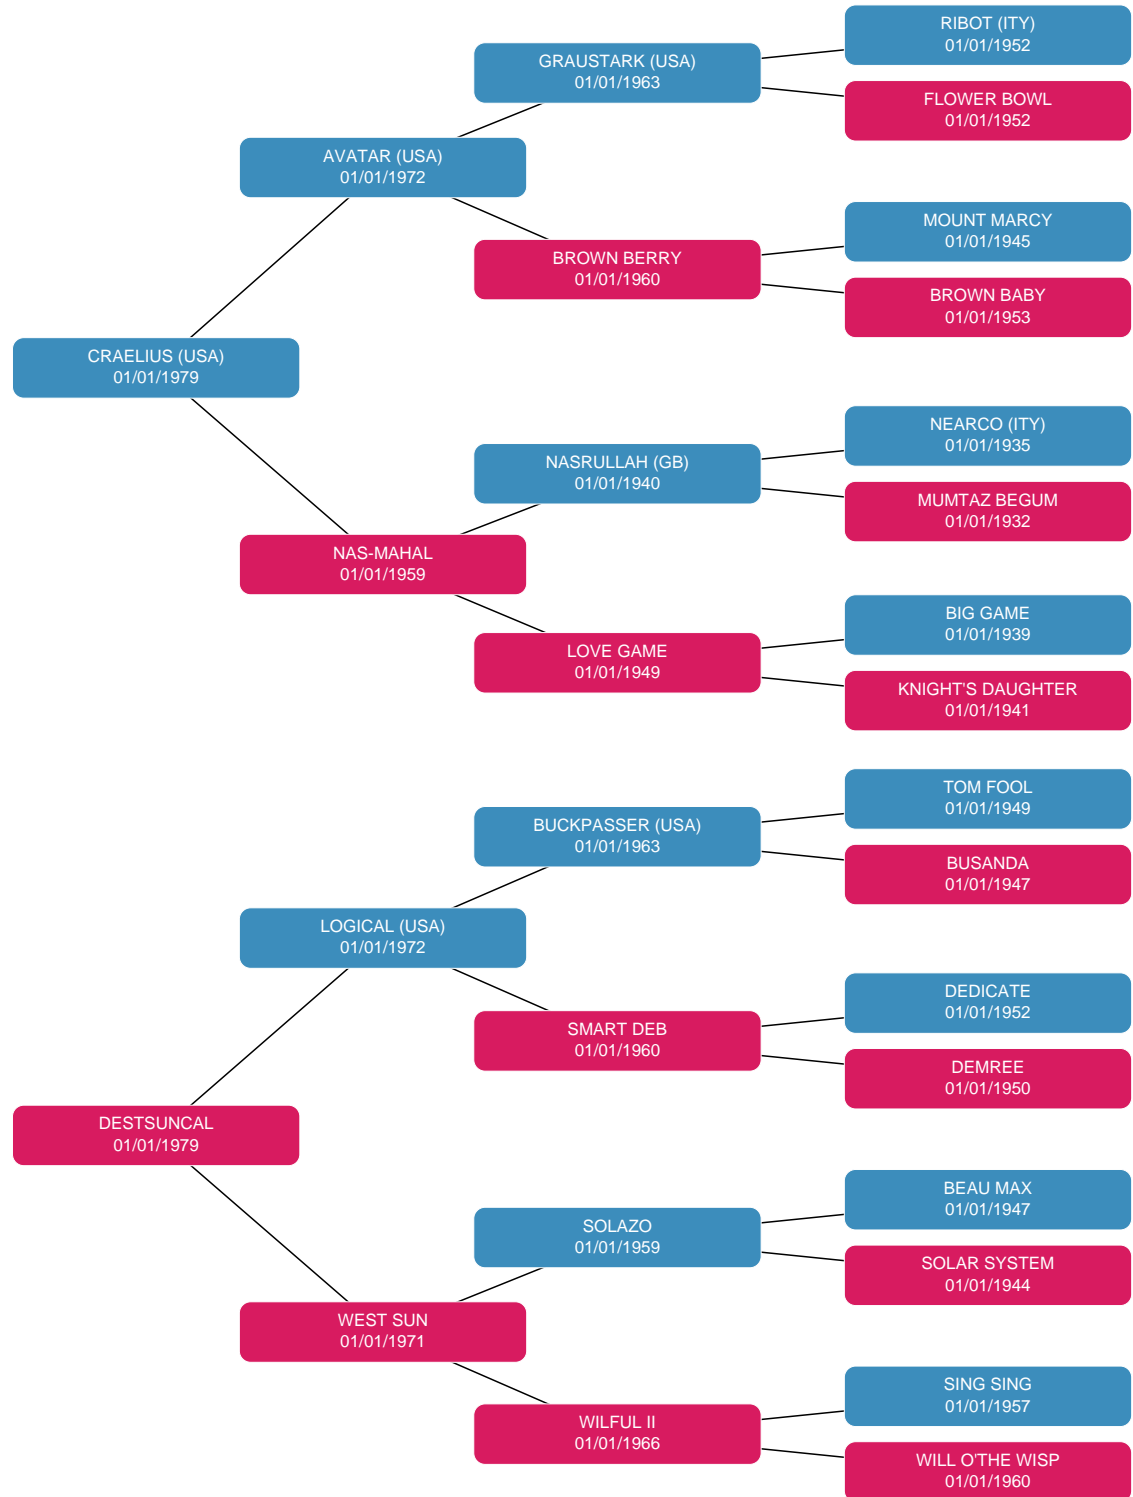 RIBOT (ITY)
01/01/1952
GRAUSTARK (USA)
01/01/1963
FLOWER BOWL
01/01/1952
AVATAR (USA)
01/01/1972
MOUNT MARCY
01/01/1945
BROWN BERRY
01/01/1960
BROWN BABY
01/01/1953
CRAELIUS (USA)
01/01/1979
NEARCO (ITY)
01/01/1935
NASRULLAH (GB)
01/01/1940
MUMTAZ BEGUM
01/01/1932
NAS-MAHAL
01/01/1959
BIG GAME
01/01/1939
LOVE GAME
01/01/1949
KNIGHT'S DAUGHTER
01/01/1941
TOM FOOL
01/01/1949
BUCKPASSER (USA)
01/01/1963
BUSANDA
01/01/1947
LOGICAL (USA)
01/01/1972
DEDICATE
01/01/1952
SMART DEB
01/01/1960
DEMREE
01/01/1950
DESTSUNCAL
01/01/1979
BEAU MAX
01/01/1947
SOLAZO
01/01/1959
SOLAR SYSTEM
01/01/1944
WEST SUN
01/01/1971
SING SING
01/01/1957
WILFUL II
01/01/1966
WILL O'THE WISP
01/01/1960